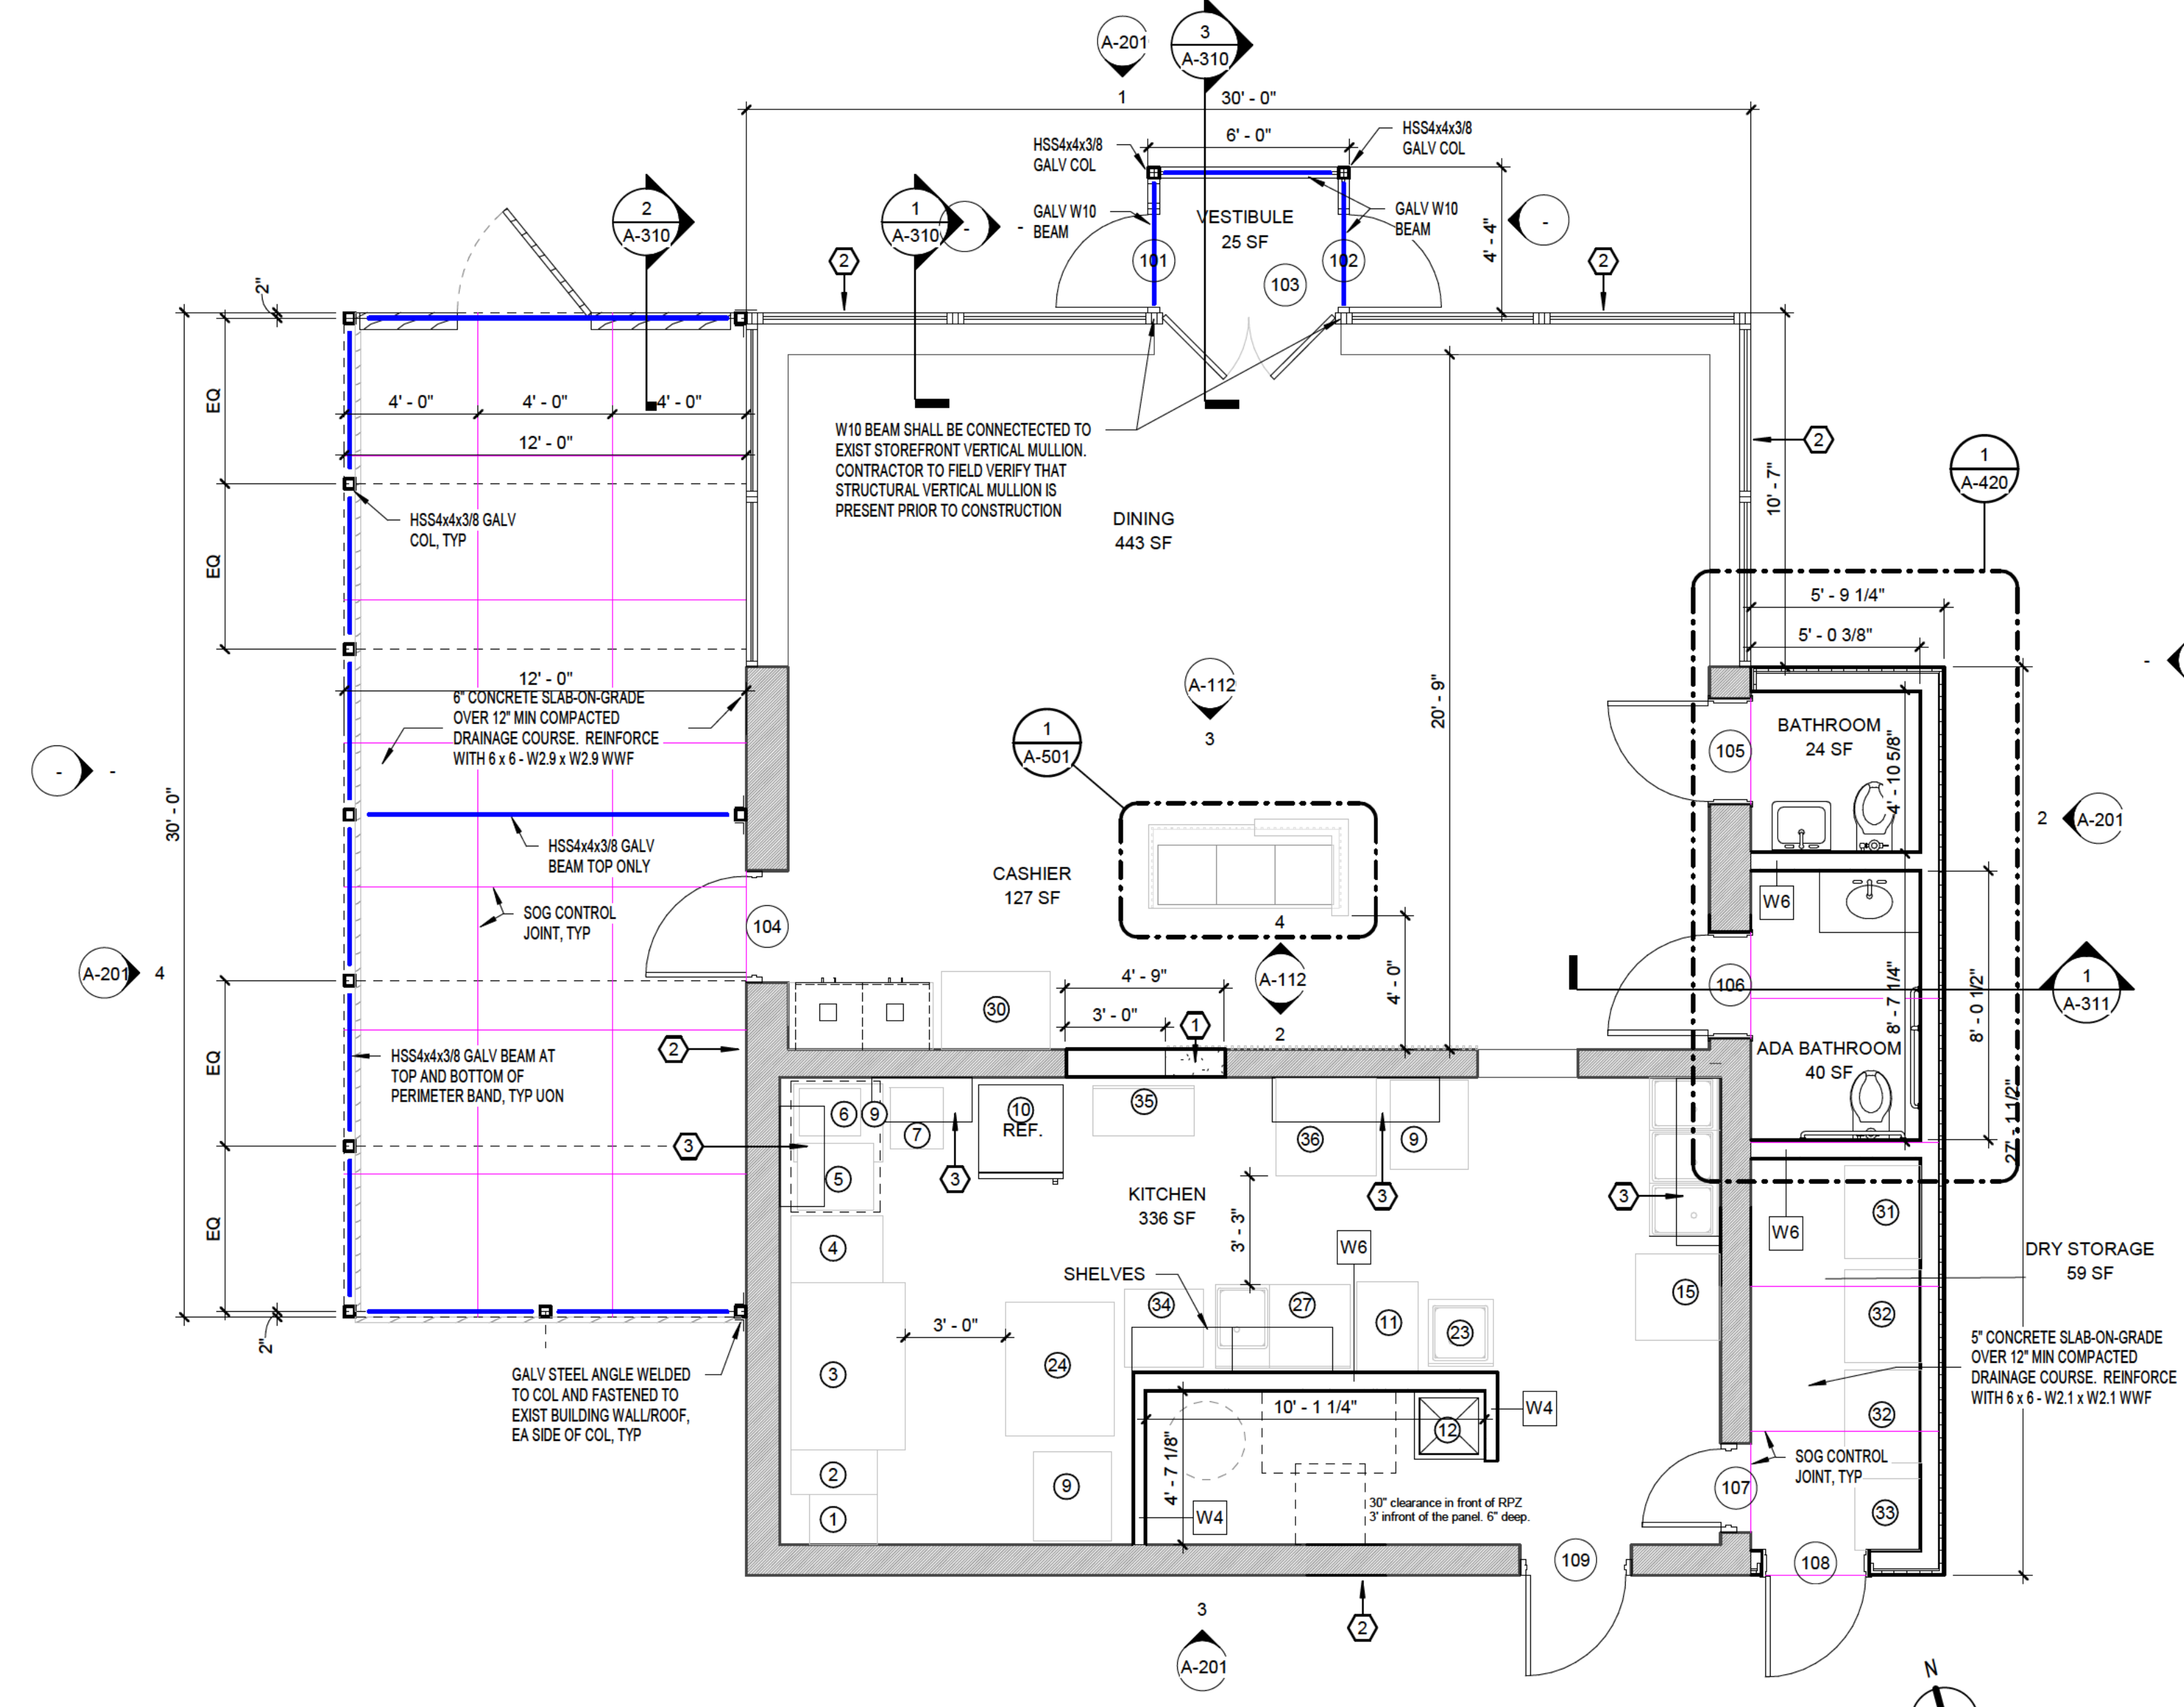 A-201
1
3
A-310
30' - 0"
6' - 0"
HSS4x4x3/8
GALV COL
HSS4x4x3/8
GALV COL
2
A-310
1
A-310
-
-
GALV W10
BEAM
VESTIBULE
25 SF
GALV W10
BEAM
4' - 4"
-
2
101
102
103
2
2"
EQ
4' - 0"
4' - 0"
4' - 0"
12' - 0"
W10 BEAM SHALL BE CONNECTECTED TO
EXIST STOREFRONT VERTICAL MULLION.
CONTRACTOR TO FIELD VERIFY THAT
STRUCTURAL VERTICAL MULLION IS
PRESENT PRIOR TO CONSTRUCTION
2
10' - 7"
1
A-420
HSS4x4x3/8 GALV
COL, TYP
DINING
443 SF
EQ
5' - 9 1/4"
5' - 0 3/8"
-
12' - 0"
6" CONCRETE SLAB-ON-GRADE
OVER 12" MIN COMPACTED
DRAINAGE COURSE. REINFORCE
WITH 6 x 6 - W2.9 x W2.9 WWF
A-112
3
20' - 9"
1
A-501
105
BATHROOM
24 SF
4' - 10 5/8"
-
-
30' - 0"
2
A-201
HSS4x4x3/8 GALV
BEAM TOP ONLY
CASHIER
127 SF
W6
SOG CONTROL
JOINT, TYP
104
4
A-201
4
A-112
2
4' - 9"
3' - 0"
1
4' - 0"
30
106
8' - 7 1/4"
8' - 0 1/2"
1
A-311
EQ
HSS4x4x3/8 GALV BEAM AT
TOP AND BOTTOM OF
PERIMETER BAND, TYP UON
2
ADA BATHROOM
40 SF
27' - 1 1/2"
6
9
7
10
REF.
35
36
9
3
5
3
3
3
KITCHEN
336 SF
EQ
4
3' - 3"
W6
SHELVES
31
W6
DRY STORAGE
59 SF
15
34
27
11
23
32
2"
3' - 0"
24
3
GALV STEEL ANGLE WELDED
TO COL AND FASTENED TO
EXIST BUILDING WALL/ROOF,
EA SIDE OF COL, TYP
5" CONCRETE SLAB-ON-GRADE
OVER 12" MIN COMPACTED
DRAINAGE COURSE. REINFORCE
WITH 6 x 6 - W2.1 x W2.1 WWF
10' - 1 1/4"
12
W4
32
4' - 7 1/8"
SOG CONTROL
JOINT, TYP
2
9
107
W4
30" clearance in front of RPZ
3' infront of the panel. 6" deep.
33
1
109
108
3
A-201
2
N